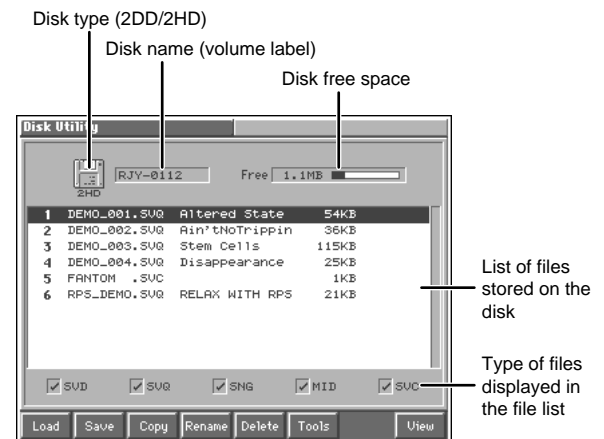 Disk type (2DD/2HD)
Disk name (volume label)
Disk free space
Disk Utility
2HD
RJY-0112
Free 1.1MB
1 DEMO_001.SVQ Altered State 54KB
2 DEMO_002.SVQ Ain'tNoTrippin 36KB
3 DEMO_003.SVQ Stem Cells 115KB
4 DEMO_004.SVQ Disappearance 25KB
5 FANTOM .SVC 1KB
6 RPS_DEMO.SVQ RELAX WITH RPS 21KB
List of files
stored on the
disk
SVD SVQ SNG MID SVC
Type of files
displayed in
the file list
Load Save Copy Rename Delete Tools View